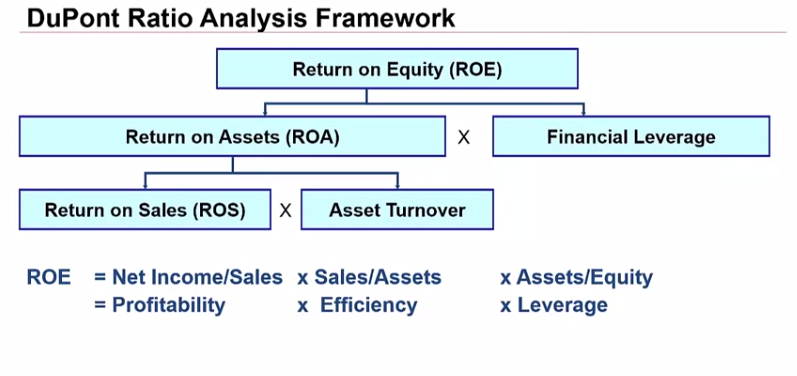 DuPont Ratio Analysis Framework
Return on Equity (ROE)
Return on Assets (ROA) X Financial Leverage
Return on Sales (ROS) X Asset Turnover
ROE = Net Income/Sales x Sales/Assets x Assets/Equity
= Profitability x Efficiency x Leverage